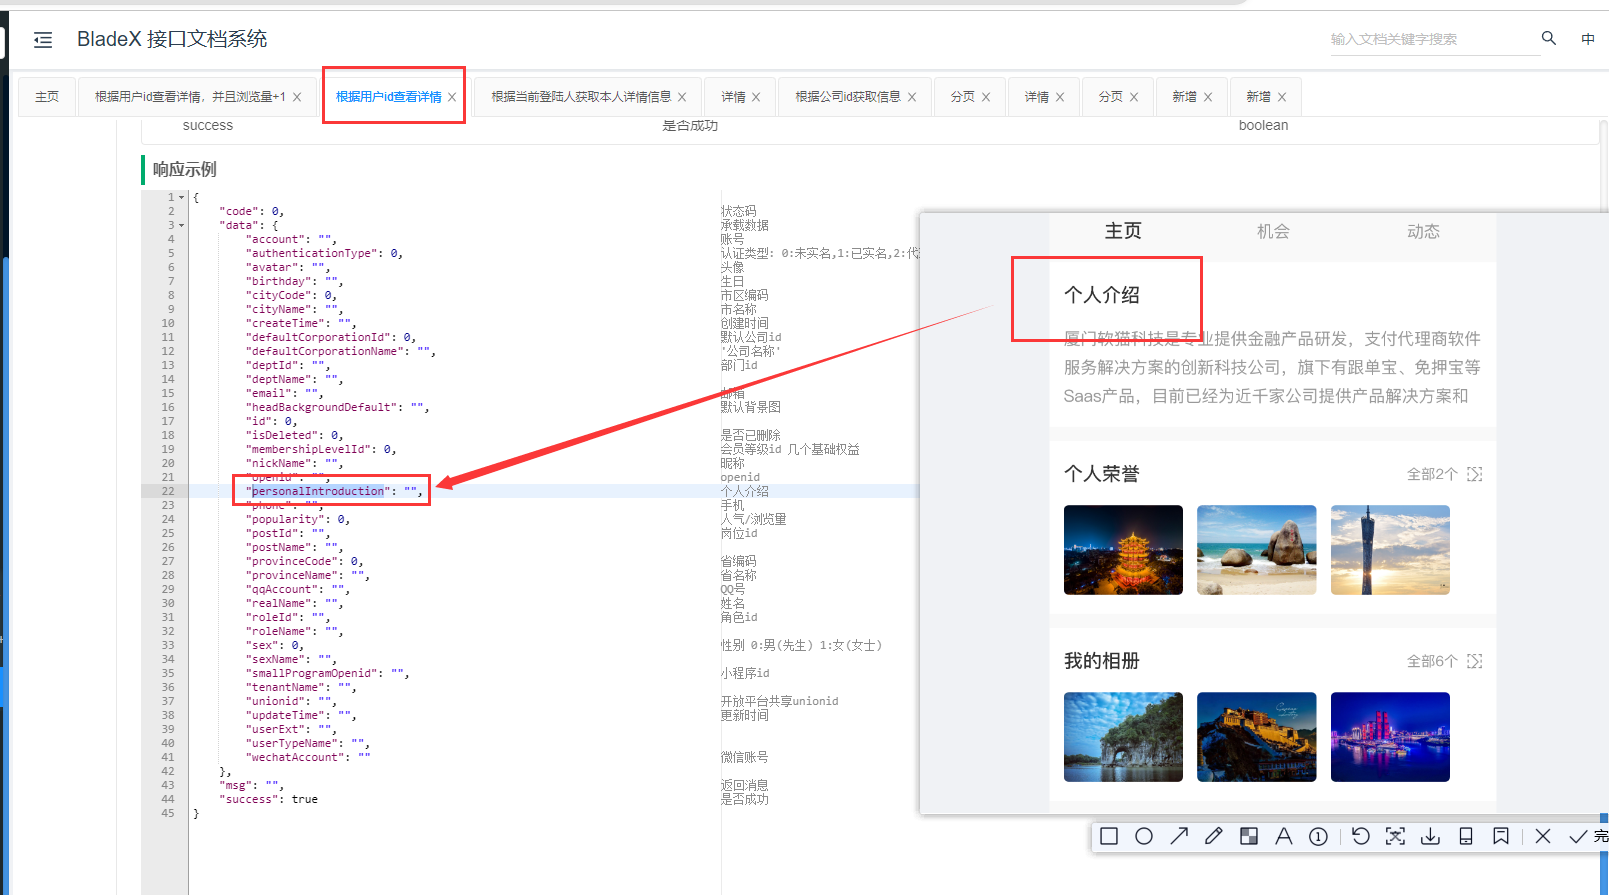 BladeX 接口文档系统
输入文档关键字搜索
中
主页
根据用户id查看详情，并且浏览量+1
根据用户id查看详情
根据当前登陆人获取本人详情信息
详情
根据公司id获取信息
分页
详情
分页
新增
新增
success 是否成功 boolean
响应示例
1 {
2 "code": 0, 状态码
3 "data": { 承载数据
4 "account": "", 账号
5 "authenticationType": 0, 认证类型: 0:未实名,1:已实名,2:代
6 "avatar": "", 头像
7 "birthday": "", 生日
8 "cityCode": 0, 市区编码
9 "cityName": "", 市名称
10 "createTime": "", 创建时间
11 "defaultCorporationId": 0, 默认公司id
12 "defaultCorporationName": "", '公司名称'
13 "deptId": "", 部门id
14 "deptName": "",
15 "email": "", 邮箱
16 "headBackgroundDefault": "", 默认背景图
17 "id": 0,
18 "isDeleted": 0, 是否已删除
19 "membershipLevelId": 0, 会员等级id 几个基础权益
20 "nickName": "", 昵称
21 "openid": "", openid
22 "personalIntroduction": "", 个人介绍
23 "phone": "", 手机
24 "popularity": 0, 人气/浏览量
25 "postId": "", 岗位id
26 "postName": "",
27 "provinceCode": 0, 省编码
28 "provinceName": "", 省名称
29 "qqAccount": "", QQ号
30 "realName": "", 姓名
31 "roleId": "", 角色id
32 "roleName": "",
33 "sex": 0, 性别 0:男(先生) 1:女(女士)
34 "sexName": "",
35 "smallProgramOpenid": "", 小程序id
36 "tenantName": "",
37 "unionid": "", 开放平台共享unionid
38 "updateTime": "", 更新时间
39 "userExt": "",
40 "userTypeName": "",
41 "wechatAccount": "" 微信账号
42 },
43 "msg": "", 返回消息
44 "success": true 是否成功
45 }
主页 机会 动态
个人介绍
厦门软猫科技是专业提供金融产品研发，支付代理商软件
服务解决方案的创新科技公司，旗下有跟单宝、免押宝等
Saas产品，目前已经为近千家公司提供产品解决方案和
个人荣誉 全部2个
我的相册 全部6个
完